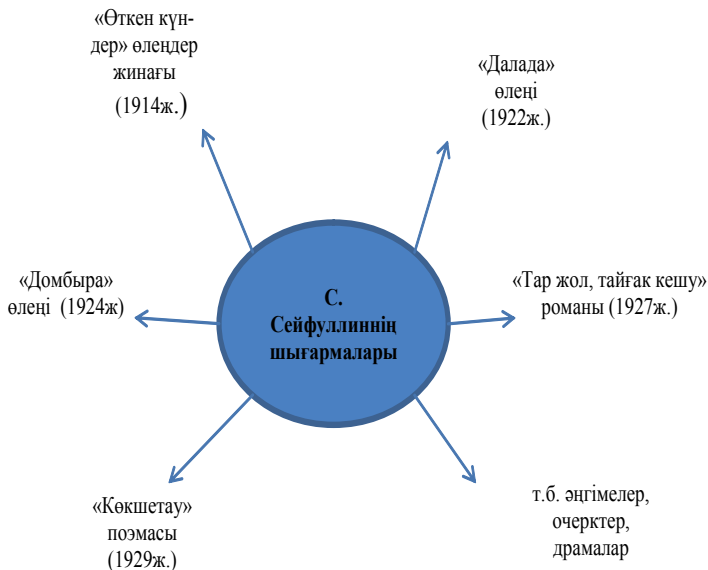 «Өткен күн-
дер» өлеңдер
жинағы
(1914ж.)
«Далада»
өлеңі
(1922ж.)
«Домбыра»
өлеңі (1924ж)
С.
Сейфуллиннің
шығармалары
«Тар жол, тайғак кешу»
романы (1927ж.)
«Көкшетау»
поэмасы
(1929ж.)
т.б. әңгімелер,
очерктер,
драмалар